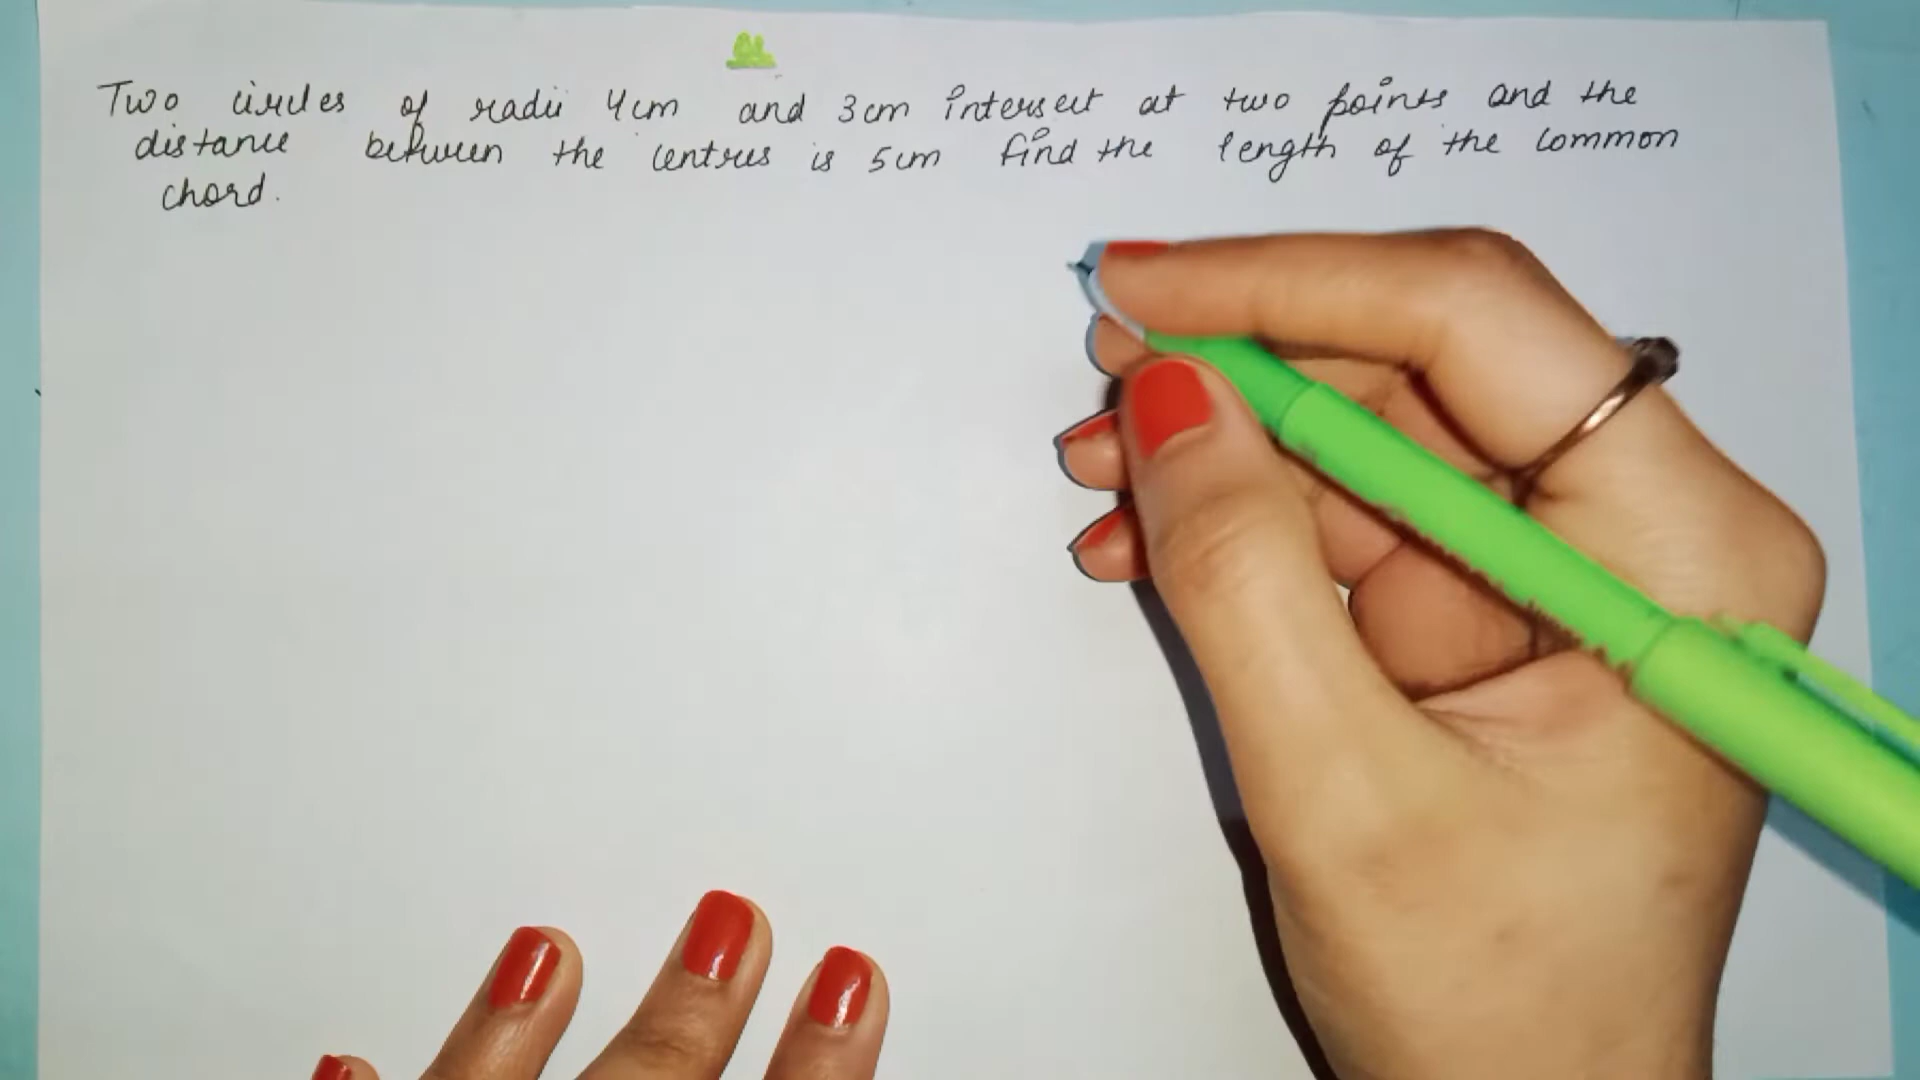 Two circles of radii 4cm and 3cm intersect at two points and the
distance between the centres is 5cm find the length of the common
chord.